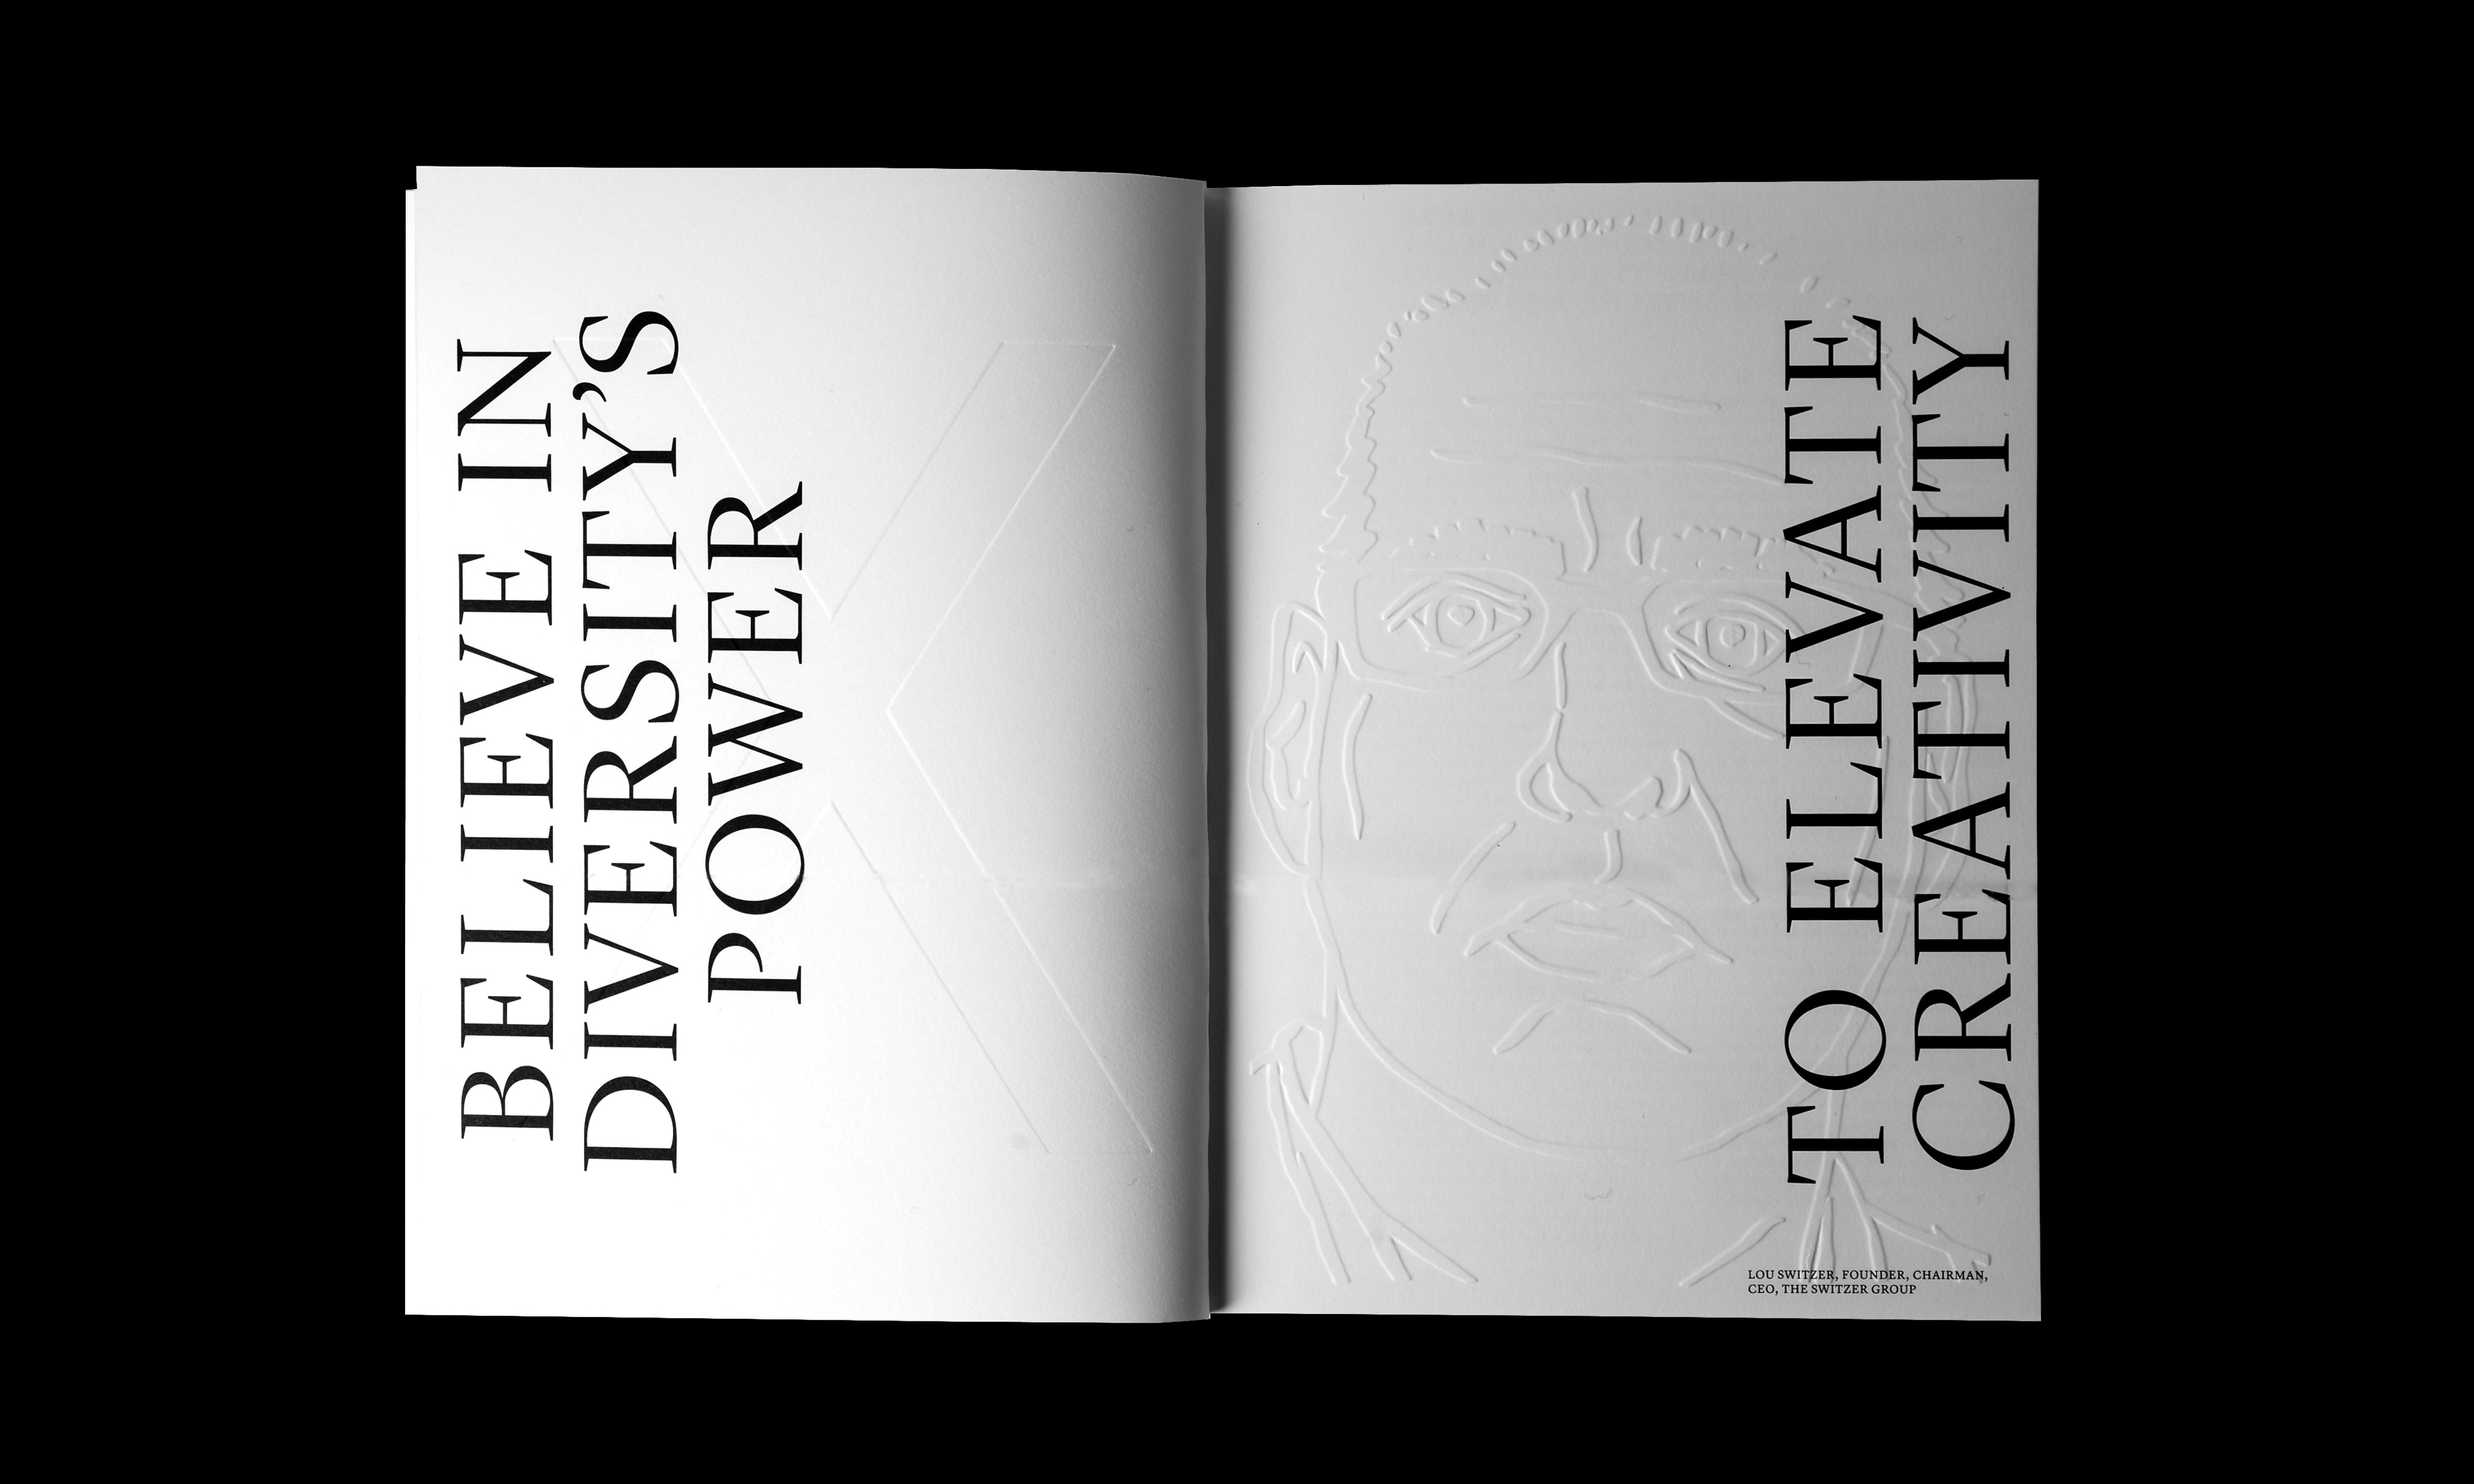 BELIEVE IN
DIVERSITY’S
POWER
TO ELEVATE
CREATIVITY
LOU SWITZER, FOUNDER, CHAIRMAN,
CEO, THE SWITZER GROUP